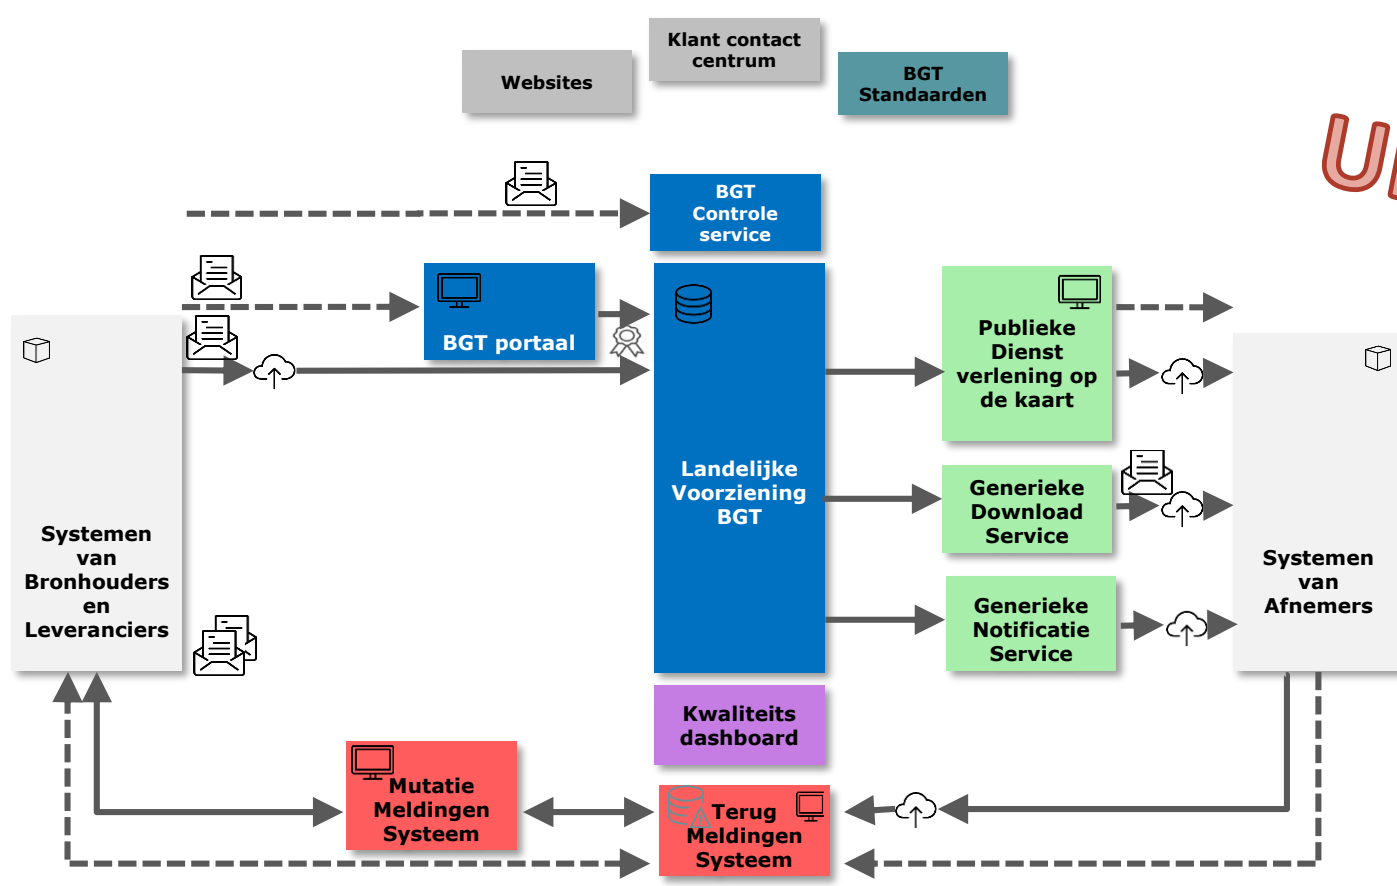 Klant contact
centrum
Websites
BGT
Standaarden
BGT
Controle
service
BGT portaal
Publieke
Dienst
verlening op
de kaart
Landelijke
Voorziening
BGT
Generieke
Download
Service
Systemen
van
Bronhouders
en
Leveranciers
Systemen
van
Afnemers
Generieke
Notificatie
Service
Kwaliteits
dashboard
Mutatie
Meldingen
Systeem
Terug
Meldingen
Systeem